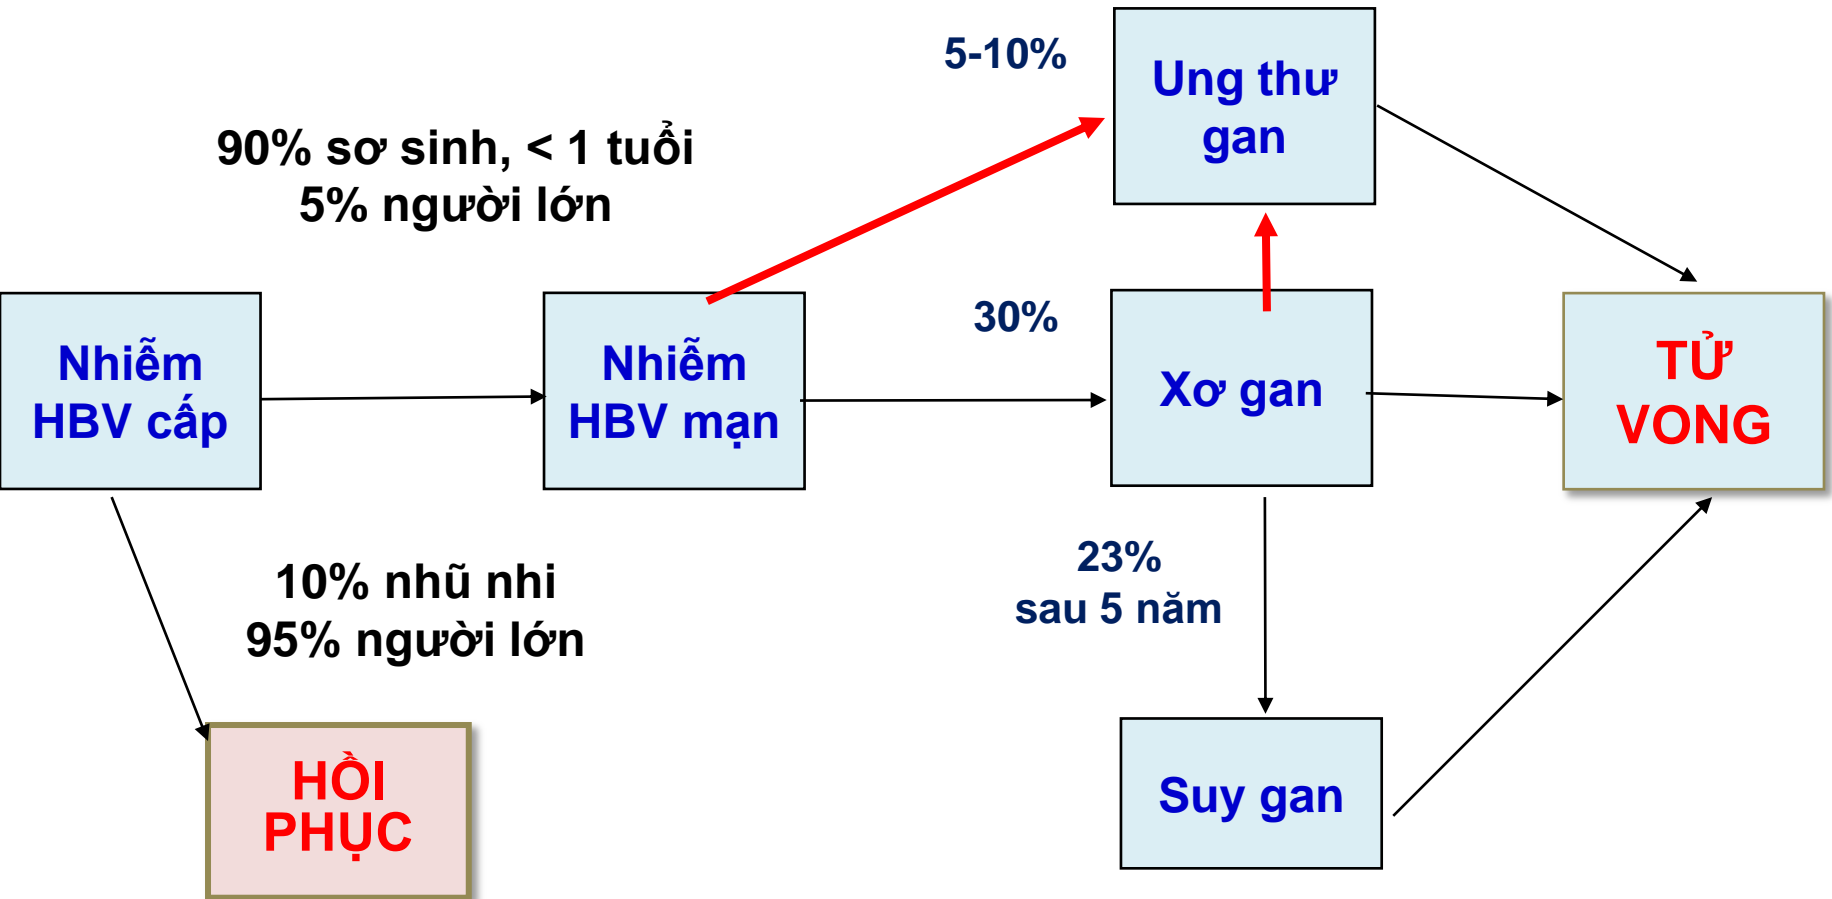 5-10%
Ung thư
gan
90% sơ sinh, < 1 tuổi
5% người lớn
30%
Nhiễm
HBV cấp
Nhiễm
HBV mạn
Xơ gan
TỬ
VONG
10% nhũ nhi
95% người lớn
23%
sau 5 năm
HỒI
PHỤC
Suy gan